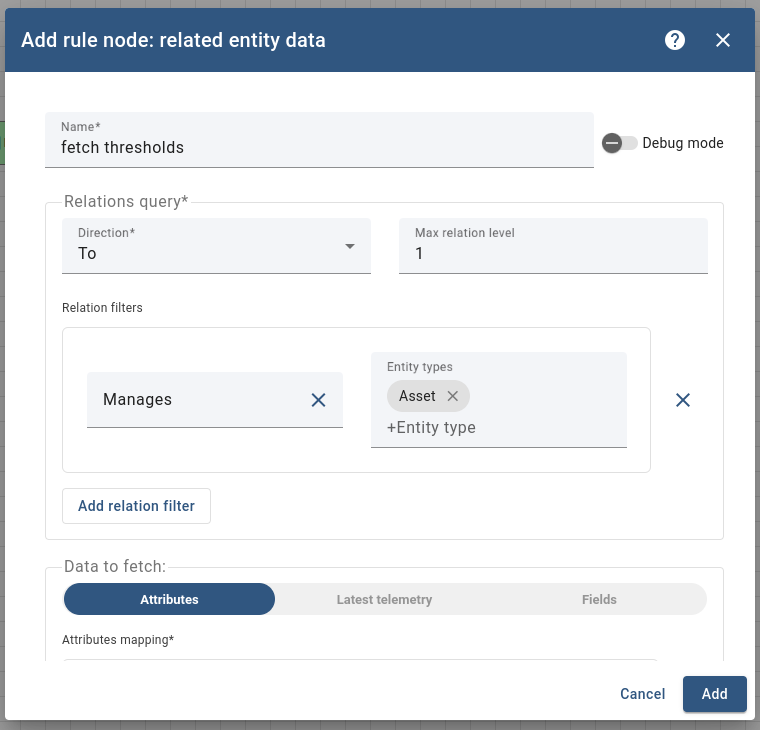 Add rule node: related entity data
Name*
fetch thresholds
Debug mode
Relations query*
Direction*
To
Max relation level
1
Relation filters
Manages
Entity types
Asset
+Entity type
Add relation filter
Data to fetch:
Attributes
Latest telemetry
Fields
Attributes mapping*
Cancel
Add